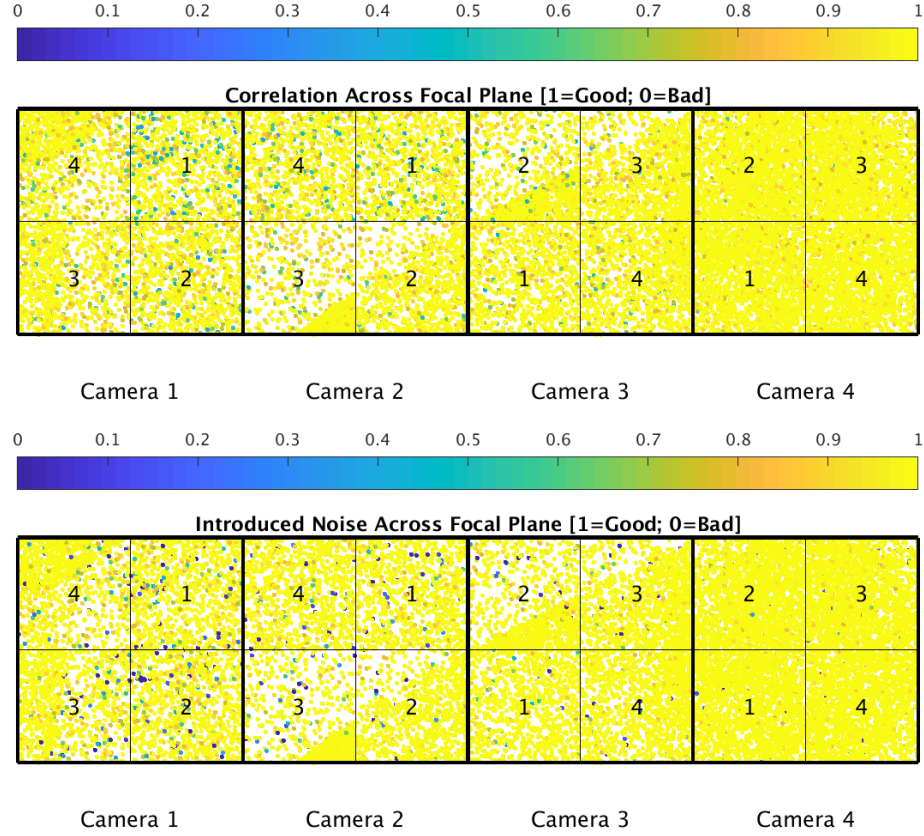 0 0.1 0.2 0.3 0.4 0.5 0.6 0.7 0.8 0.9 1
Correlation Across Focal Plane [1=Good; 0=Bad]
4 1 4 1 2 3 2 3
3 2 3 2 1 4 1 4
Camera 1 Camera 2 Camera 3 Camera 4
0 0.1 0.2 0.3 0.4 0.5 0.6 0.7 0.8 0.9 1
Introduced Noise Across Focal Plane [1=Good; 0=Bad]
4 1 4 1 2 3 2 3
3 2 3 2 1 4 1 4
Camera 1 Camera 2 Camera 3 Camera 4